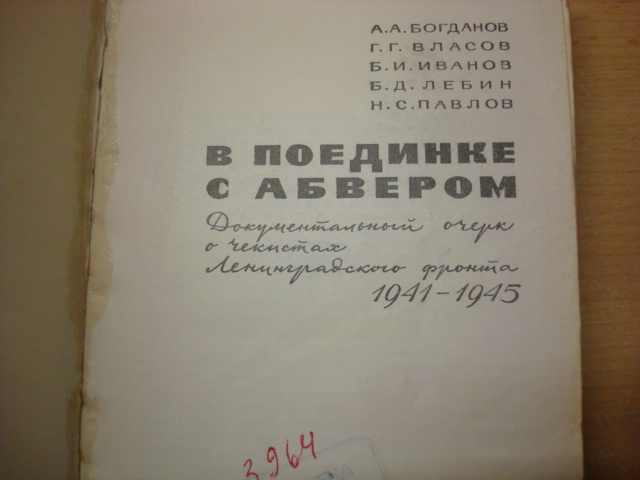 А.А.БОГДАНОВ
Г.Г.ВЛАСОВ
Б.И.ИВАНОВ
Б.Д.ЛЕБИН
Н.С.ПАВЛОВ
В ПОЕДИНКЕ
С АБВЕРОМ
Документальный очерк
о чекистах
Ленинградского фронта
1941–1945
3964